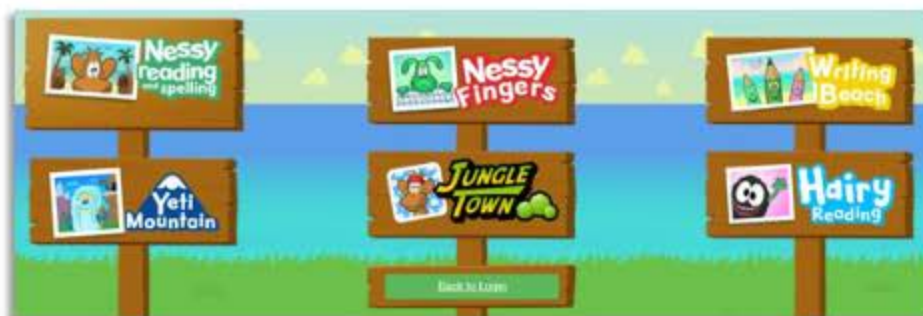 Nessy
reading
and spelling
Nessy
Fingers
Writing
Beach
Yeti
Mountain
JUNGLE
TOWN
Hairy
Reading
Back to Login